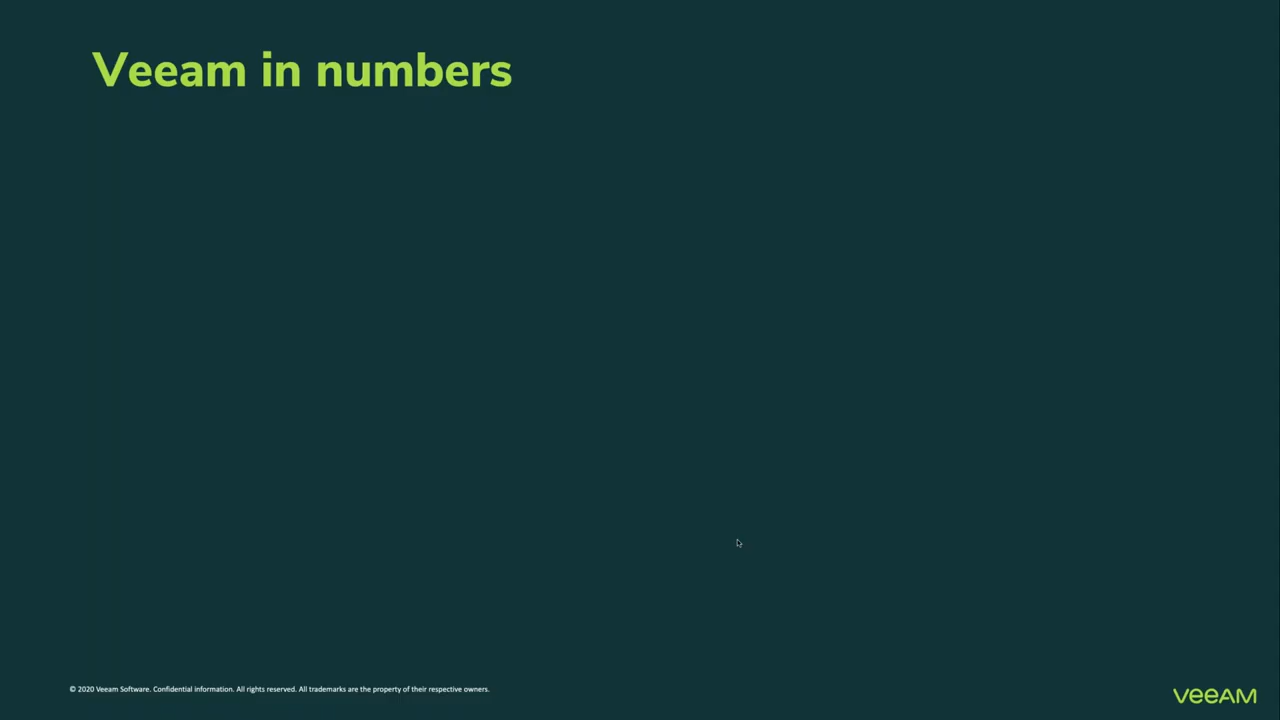 Veeam in numbers
© 2020 Veeam Software. Confidential information. All rights reserved. All trademarks are the property of their respective owners.
veeAM